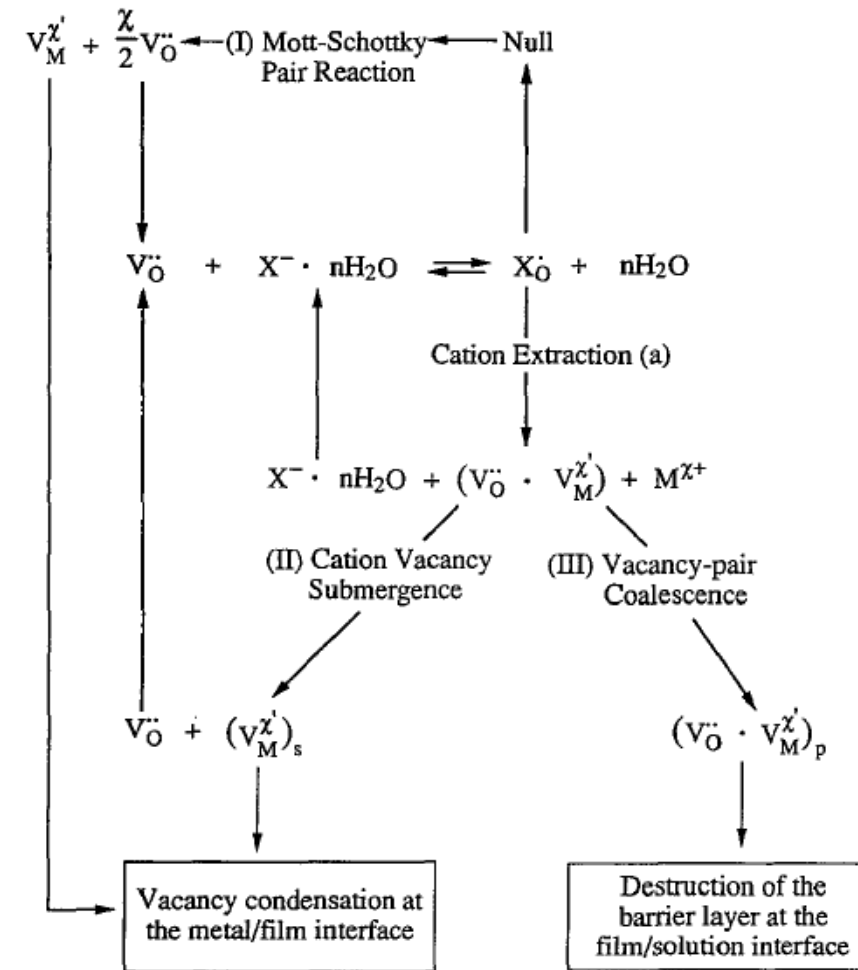 V_M^χ' + χ/2 V_O^¨ (I) Mott-Schottky Null
Pair Reaction
V_O^¨ + X⁻ · nH₂O ⇌ X_O^˙ + nH₂O
Cation Extraction (a)
X⁻ · nH₂O + (V_O^¨ · V_M^χ') + M^χ+
(II) Cation Vacancy
Submergence
(III) Vacancy-pair
Coalescence
V_O^¨ + (V_M^χ')_s
(V_O^¨ · V_M^χ')_p
Vacancy condensation at
the metal/film interface
Destruction of the
barrier layer at the
film/solution interface